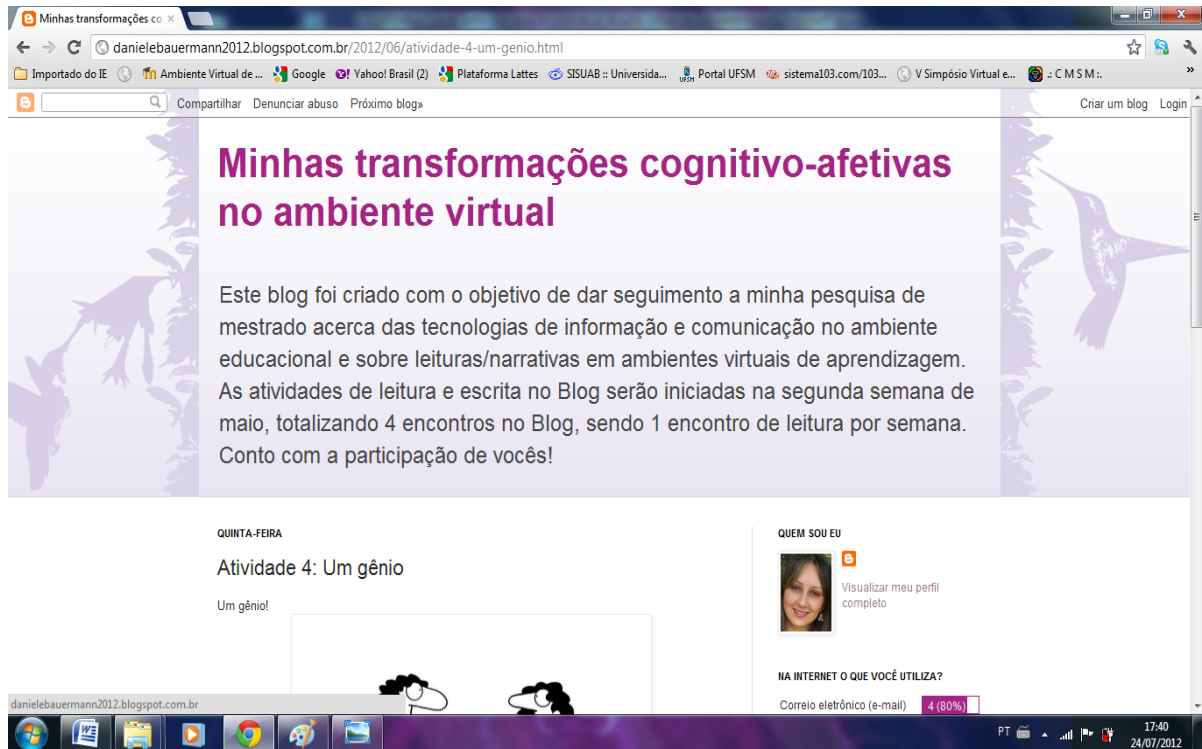 Minhas transformações co
danielebauermann2012.blogspot.com.br/2012/06/atividade-4-um-genio.html
Importado do IE Ambiente Virtual de ... Google Yahoo! Brasil (2) Plataforma Lattes SISUAB :: Universida... Portal UFSM sistema103.com/103... V Simpósio Virtual e... .: C M S M :. »
Compartilhar Denunciar abuso Próximo blog» Criar um blog Login
Minhas transformações cognitivo-afetivas
no ambiente virtual
Este blog foi criado com o objetivo de dar seguimento a minha pesquisa de
mestrado acerca das tecnologias de informação e comunicação no ambiente
educacional e sobre leituras/narrativas em ambientes virtuais de aprendizagem.
As atividades de leitura e escrita no Blog serão iniciadas na segunda semana de
maio, totalizando 4 encontros no Blog, sendo 1 encontro de leitura por semana.
Conto com a participação de vocês!
QUINTA-FEIRA
Atividade 4: Um gênio
Um gênio!
QUEM SOU EU
Visualizar meu perfil
completo
NA INTERNET O QUE VOCÊ UTILIZA?
Correio eletrônico (e-mail) 4 (80%)
danielebauermann2012.blogspot.com.br
PT 17:40
24/07/2012